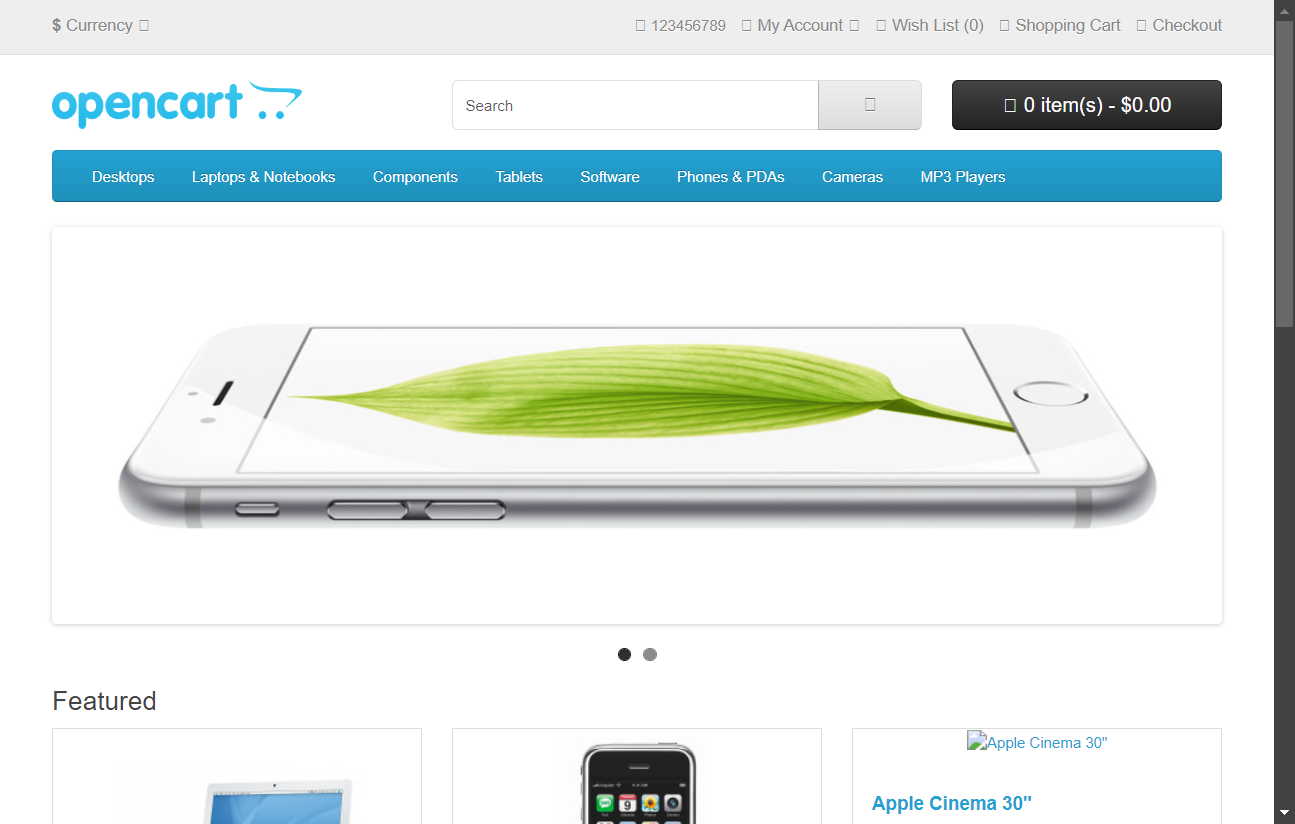 $ Currency
123456789 My Account Wish List (0) Shopping Cart Checkout
opencart
Search
0 item(s) - $0.00
Desktops Laptops & Notebooks Components Tablets Software Phones & PDAs Cameras MP3 Players
Featured
Apple Cinema 30"
Apple Cinema 30"